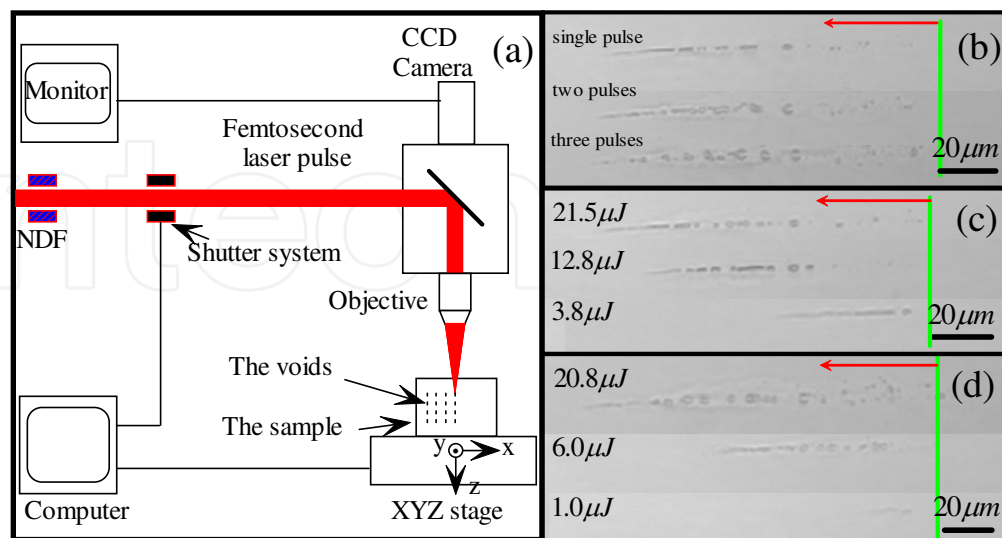 (a)
CCD
Camera
Monitor
Femtosecond
laser pulse
NDF
Shutter system
Objective
The voids
The sample
y
x
z
Computer
XYZ stage
(b)
single pulse
two pulses
three pulses
20μm
(c)
21.5μJ
12.8μJ
3.8μJ
20μm
(d)
20.8μJ
6.0μJ
1.0μJ
20μm